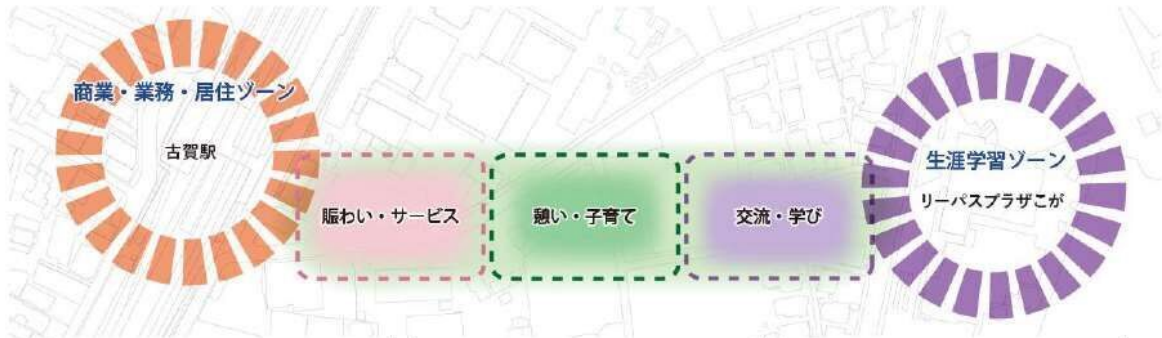 商業・業務・居住ゾーン
古賀駅
賑わい・サービス
憩い・子育て
交流・学び
生涯学習ゾーン
リーパスプラザこが